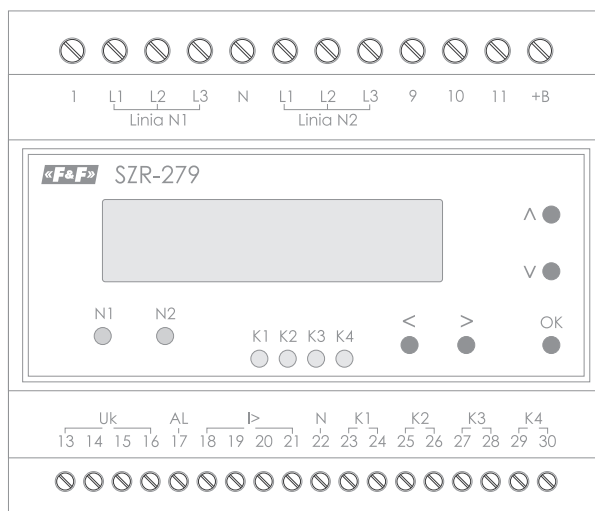 1 L1 L2 L3 N L1 L2 L3 9 10 11 +B
Linia N1 Linia N2
«F&F» SZR-279
Λ
V
N1 N2 < > OK
K1 K2 K3 K4
Uk AL I> N K1 K2 K3 K4
13 14 15 16 17 18 19 20 21 22 23 24 25 26 27 28 29 30